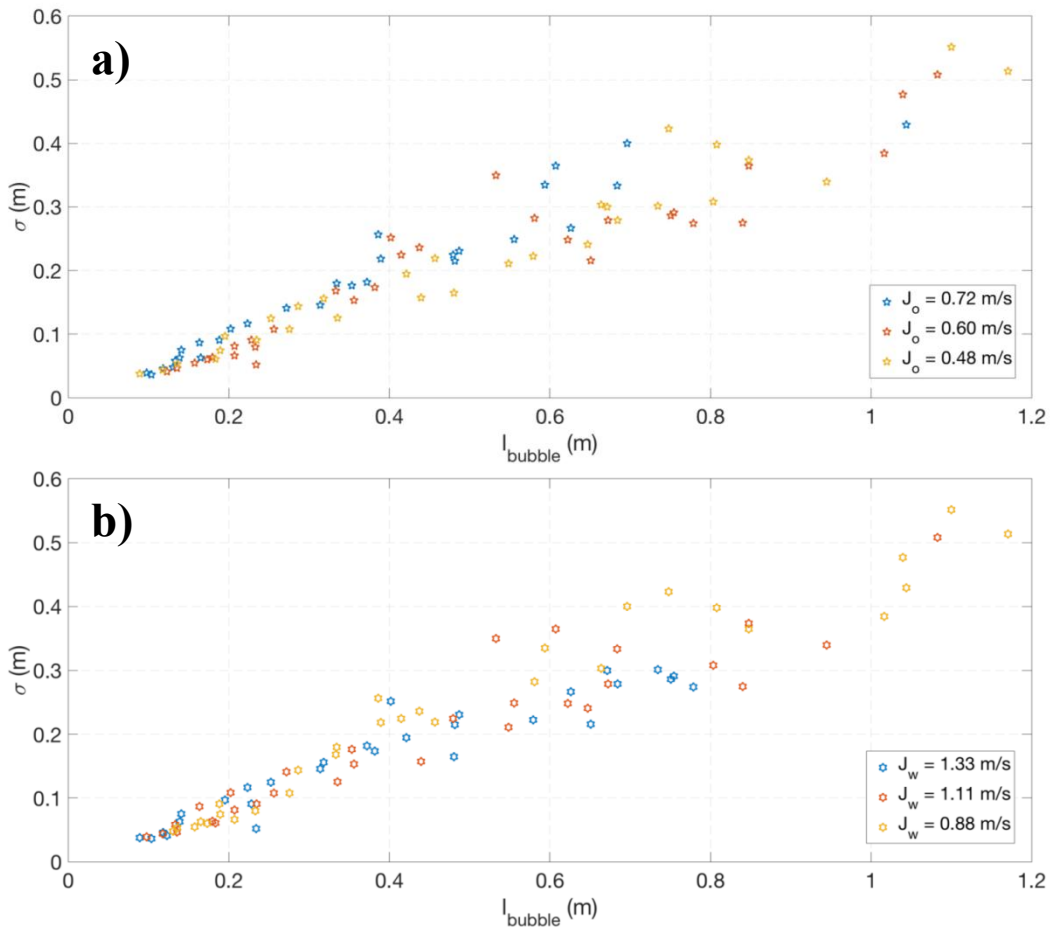 a)
0.6
0.5
0.4
0.3
0.2
0.1
0
σ (m)
0 0.2 0.4 0.6 0.8 1 1.2
l_bubble (m)
J_o = 0.72 m/s
J_o = 0.60 m/s
J_o = 0.48 m/s
b)
0.6
0.5
0.4
0.3
0.2
0.1
0
σ (m)
0 0.2 0.4 0.6 0.8 1 1.2
l_bubble (m)
J_w = 1.33 m/s
J_w = 1.11 m/s
J_w = 0.88 m/s